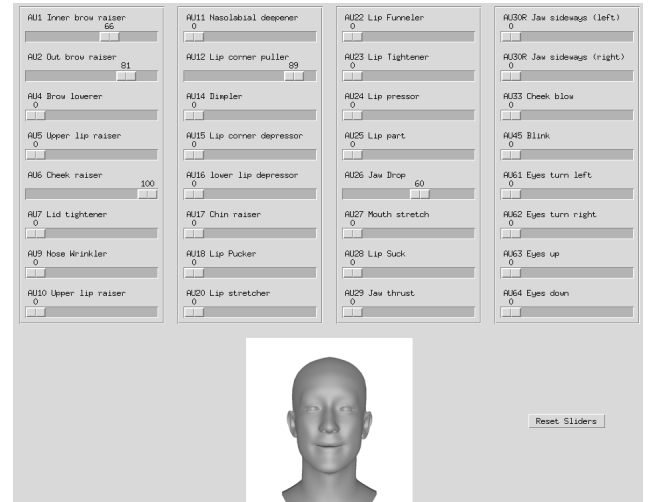 AU1 Inner brow raiser
66
AU2 Out brow raiser
81
AU4 Brow lowerer
0
AU5 Upper lip raiser
0
AU6 Cheek raiser
100
AU7 Lid tightener
0
AU9 Nose Wrinkler
0
AU10 Upper lip raiser
0
AU11 Nasolabial deepener
0
AU12 Lip corner puller
89
AU14 Dimpler
0
AU15 Lip corner depressor
0
AU16 lower lip depressor
0
AU17 Chin raiser
0
AU18 Lip Pucker
0
AU20 Lip stretcher
0
AU22 Lip Funneler
0
AU23 Lip Tightener
0
AU24 Lip pressor
0
AU25 Lip part
0
AU26 Jaw Drop
60
AU27 Mouth stretch
0
AU28 Lip Suck
0
AU29 Jaw thrust
0
AU30R Jaw sideways (left)
0
AU30R Jaw sideways (right)
0
AU33 Cheek blow
0
AU45 Blink
0
AU61 Eyes turn left
0
AU62 Eyes turn right
0
AU63 Eyes up
0
AU64 Eyes down
0
Reset Sliders